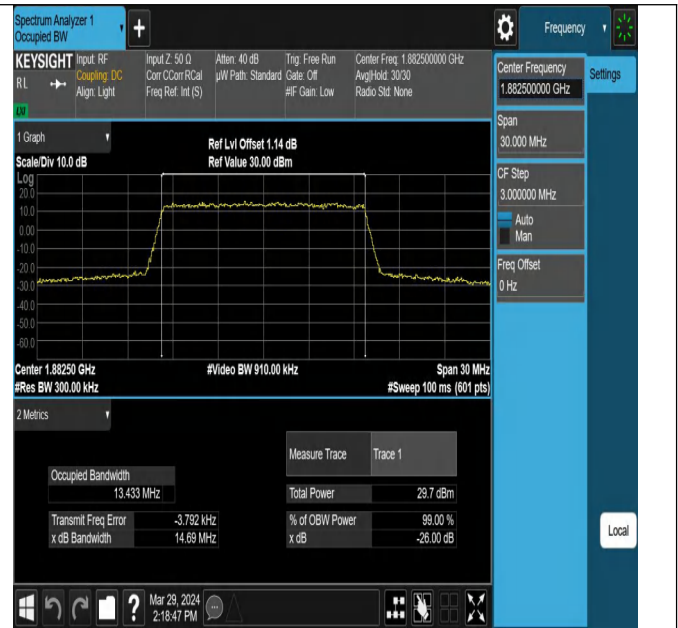 Spectrum Analyzer 1
Occupied BW
+
Frequency
KEYSIGHT Input: RF Input Z: 50 Ω Atten: 40 dB Trig: Free Run Center Freq: 1.882500000 GHz
RL Coupling: DC Corr CCorr RCal µW Path: Standard Gate: Off Avg|Hold: 30/30
Align: Light Freq Ref: Int (S) #IF Gain: Low Radio Std: None
LXI
Center Frequency
1.882500000 GHz
Settings
Span
30.000 MHz
CF Step
3.000000 MHz
Auto
Man
Freq Offset
0 Hz
Local
1 Graph
Ref Lvl Offset 1.14 dB
Scale/Div 10.0 dB Ref Value 30.00 dBm
Log
20.0
10.0
0.00
-10.0
-20.0
-30.0
-40.0
-50.0
-60.0
Center 1.88250 GHz #Video BW 910.00 kHz Span 30 MHz
#Res BW 300.00 kHz #Sweep 100 ms (601 pts)
2 Metrics
Measure Trace Trace 1
Occupied Bandwidth
13.433 MHz
Total Power 29.7 dBm
Transmit Freq Error -3.792 kHz % of OBW Power 99.00 %
x dB Bandwidth 14.69 MHz x dB -26.00 dB
?
Mar 29, 2024
2:18:47 PM